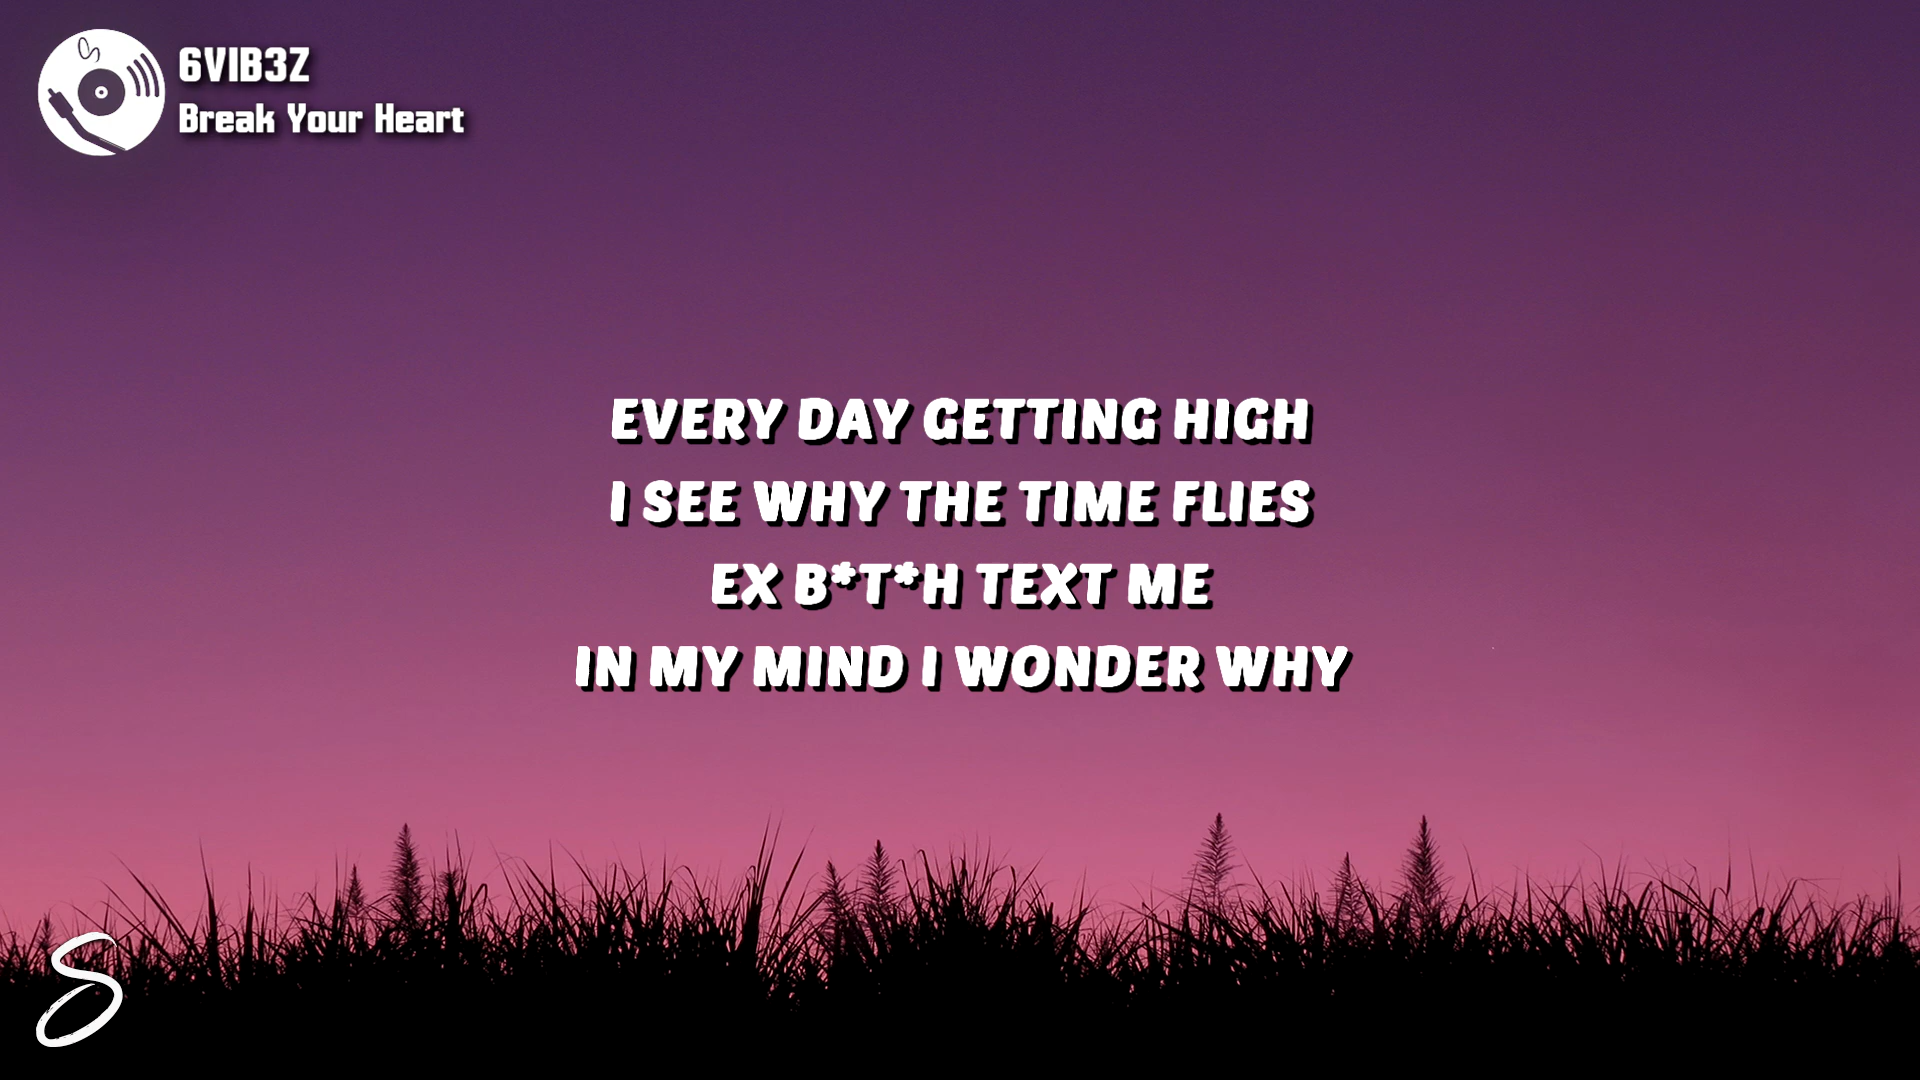 6VIB3Z
Break Your Heart
EVERY DAY GETTING HIGH
I SEE WHY THE TIME FLIES
EX B*T*H TEXT ME
IN MY MIND I WONDER WHY
S